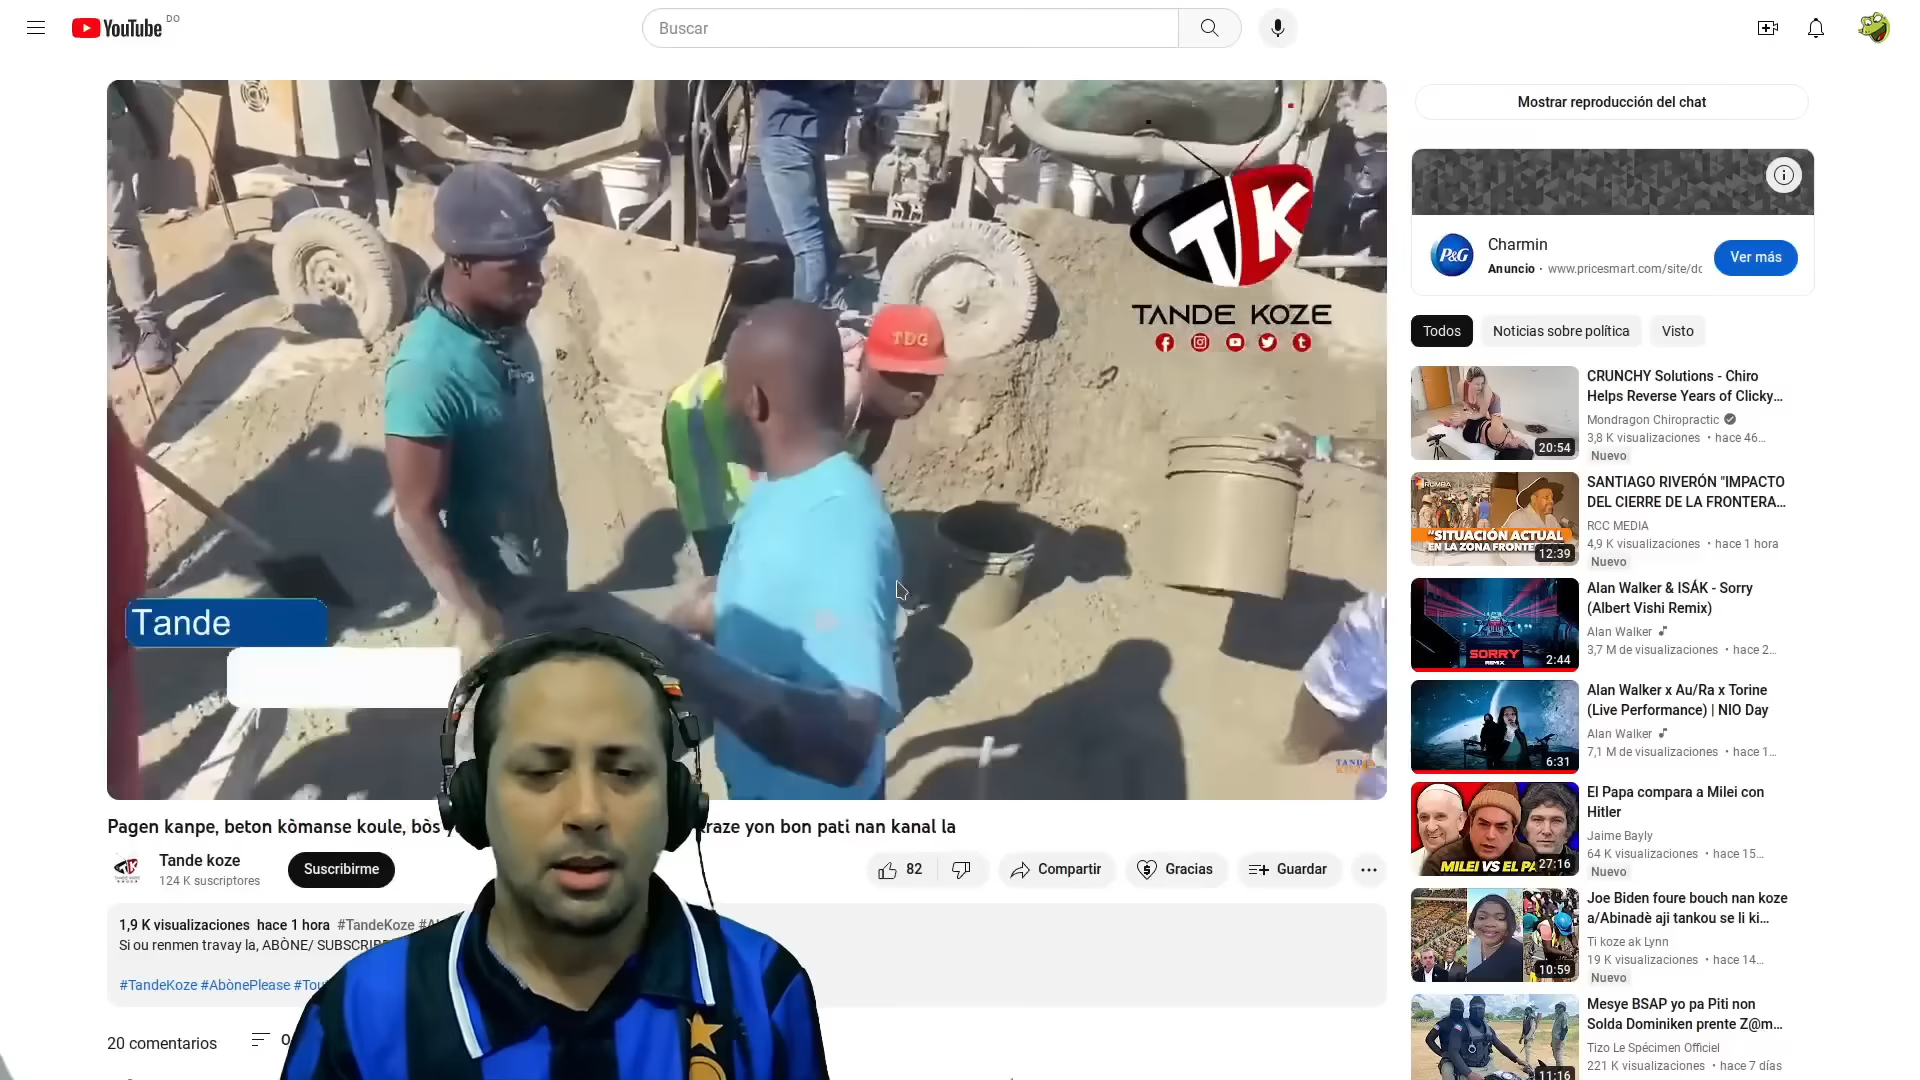 YouTube
DO
Buscar
TK
TANDE KOZE
TDG
Tande
Pagen kanpe, beton kòmanse koule, bòs
raze yon bon pati nan kanal la
Tande koze
124 K suscriptores
Suscribirme
82
Compartir
Gracias
Guardar
1,9 K visualizaciones hace 1 hora #TandeKoze
Si ou renmen travay la, ABÒNE/ SUBSCRIBE
#TandeKoze #AbònePlease
20 comentarios
Mostrar reproducción del chat
P&G
Charmin
Anuncio · www.pricesmart.com/site/dc
Ver más
Todos
Noticias sobre política
Visto
20:54
CRUNCHY Solutions - Chiro
Helps Reverse Years of Clicky…
Mondragon Chiropractic
3,8 K visualizaciones • hace 46…
Nuevo
"SITUACIÓN ACTUAL
EN LA ZONA FRONTE
12:39
SANTIAGO RIVERÓN "IMPACTO
DEL CIERRE DE LA FRONTERA…
RCC MEDIA
4,9 K visualizaciones • hace 1 hora
Nuevo
SORRY
REMIX
2:44
Alan Walker & ISÁK - Sorry
(Albert Vishi Remix)
Alan Walker
3,7 M de visualizaciones • hace 2…
6:31
Alan Walker x Au/Ra x Torine
(Live Performance) | NIO Day
Alan Walker
7,1 M de visualizaciones • hace 1…
MILEI VS EL PA
27:16
El Papa compara a Milei con
Hitler
Jaime Bayly
64 K visualizaciones • hace 15…
Nuevo
10:59
Joe Biden foure bouch nan koze
a/Abinadè aji tankou se li ki…
Ti koze ak Lynn
19 K visualizaciones • hace 14…
Nuevo
11:16
Mesye BSAP yo pa Piti non
Solda Dominiken prente Z@m…
Tizo Le Spécimen Officiel
221 K visualizaciones • hace 7 días